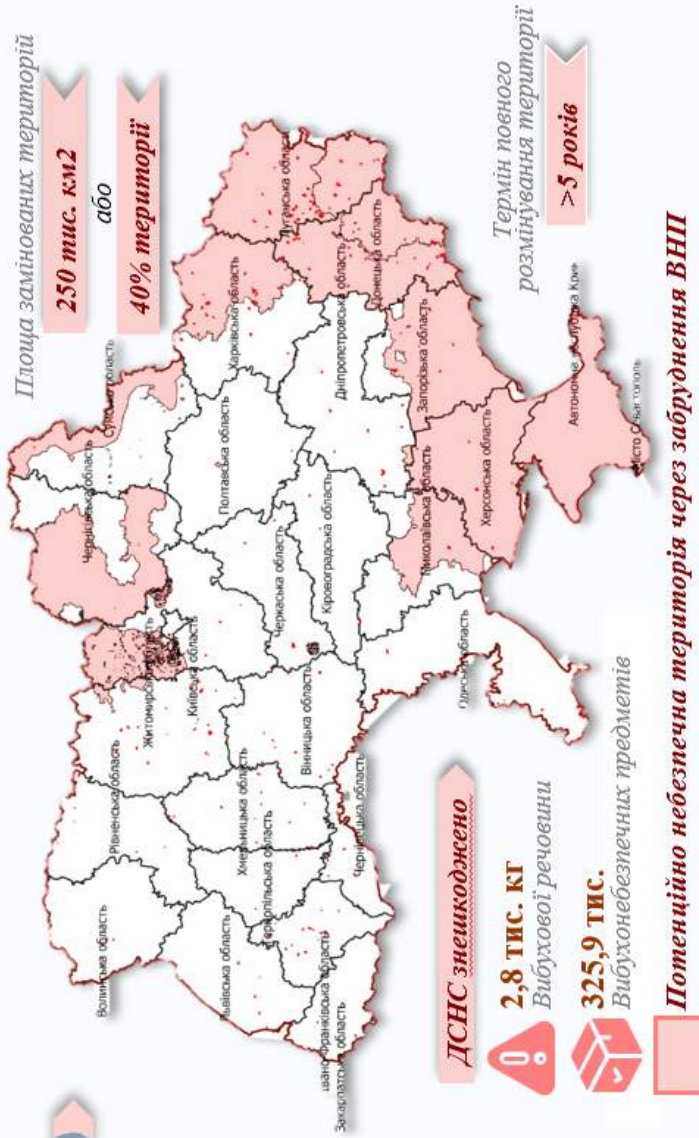 Площа замінованих територій
250 тис. км2
або
40% території
Волинська область
Рівненська область
Житомирська область
Київська область
Чернігівська область
Сумська область
Львівська область
Тернопільська область
Хмельницька область
Вінницька область
Черкаська область
Полтавська область
Харківська область
Луганська область
Івано-Франківська область
Закарпатська область
Чернівецька область
Кіровоградська область
Дніпропетровська область
Донецька область
Одеська область
Миколаївська область
Херсонська область
Запорізька область
Автономна Республіка Крим
Місто Севастополь
Термін повного
розмінування території
>5 років
ДСНС знешкоджено
2,8 тис. кг
Вибухової речовини
325,9 тис.
Вибухонебезпечних предметів
Потенційно небезпечна територія через забруднення ВНП